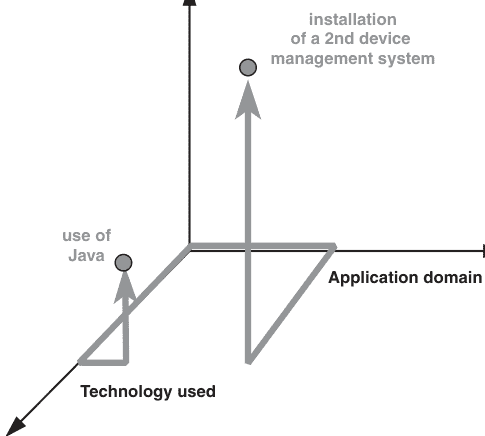 installation
of a 2nd device
management system
use of
Java
Application domain
Technology used